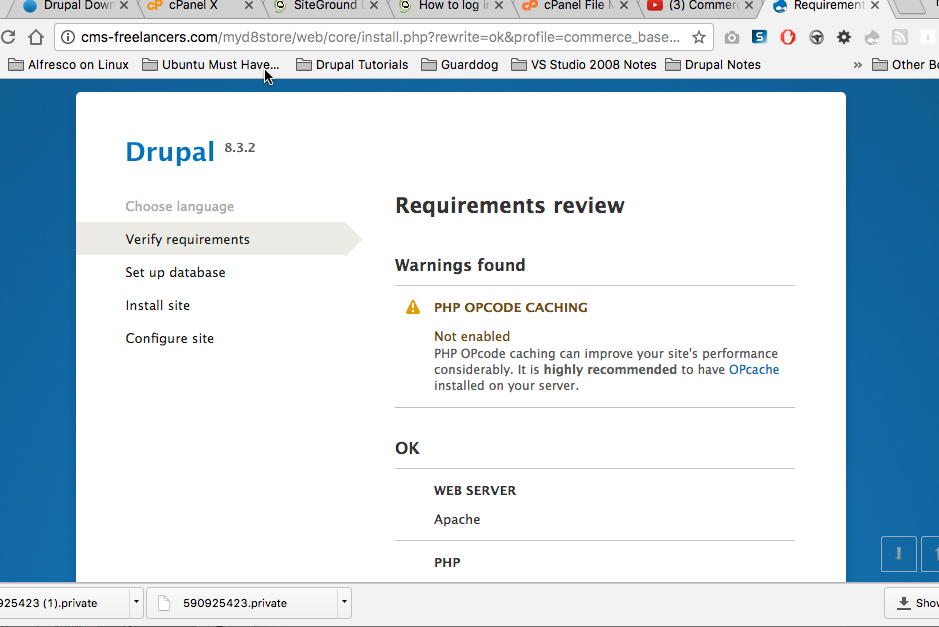 Drupal Dow
cPanel X
SiteGround
How to log in
cPanel File M
(3) Commerc
Requirement
cms-freelancers.com/myd8store/web/core/install.php?rewrite=ok&profile=commerce_base...
Alfresco on Linux
Ubuntu Must Have...
Drupal Tutorials
Guarddog
VS Studio 2008 Notes
Drupal Notes
»
Other Bo
Drupal 8.3.2
Choose language
Verify requirements
Set up database
Install site
Configure site
Requirements review
Warnings found
PHP OPCODE CACHING
Not enabled
PHP OPcode caching can improve your site's performance
considerably. It is highly recommended to have OPcache
installed on your server.
OK
WEB SERVER
Apache
PHP
925423 (1).private
590925423.private
Show